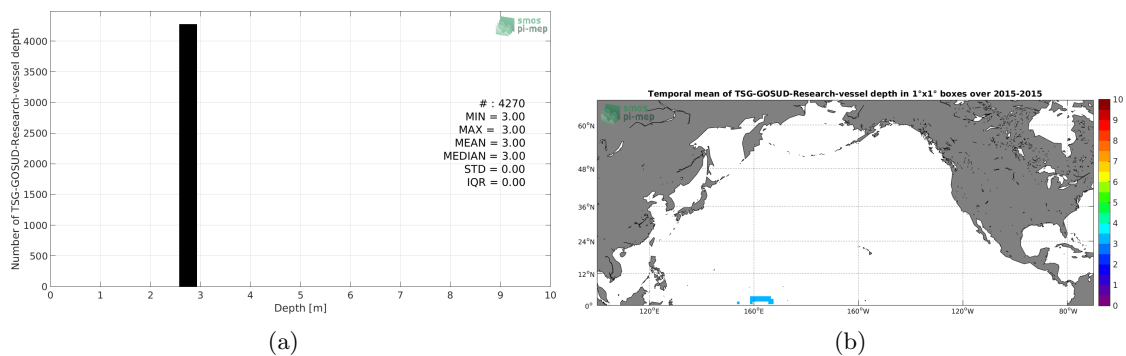 smos
pi-mep
Number of TSG-GOSUD-Research-vessel depth
4000
3500
3000
2500
2000
1500
1000
500
0
# : 4270
MIN = 3.00
MAX = 3.00
MEAN = 3.00
MEDIAN = 3.00
STD = 0.00
IQR = 0.00
0 1 2 3 4 5 6 7 8 9 10
Depth [m]
(a)
Temporal mean of TSG-GOSUD-Research-vessel depth in 1°x1° boxes over 2015-2015
smos
pi-mep
60°N
48°N
36°N
24°N
12°N
0°
120°E 160°E 160°W 120°W 80°W
10
9
8
7
6
5
4
3
2
1
0
(b)